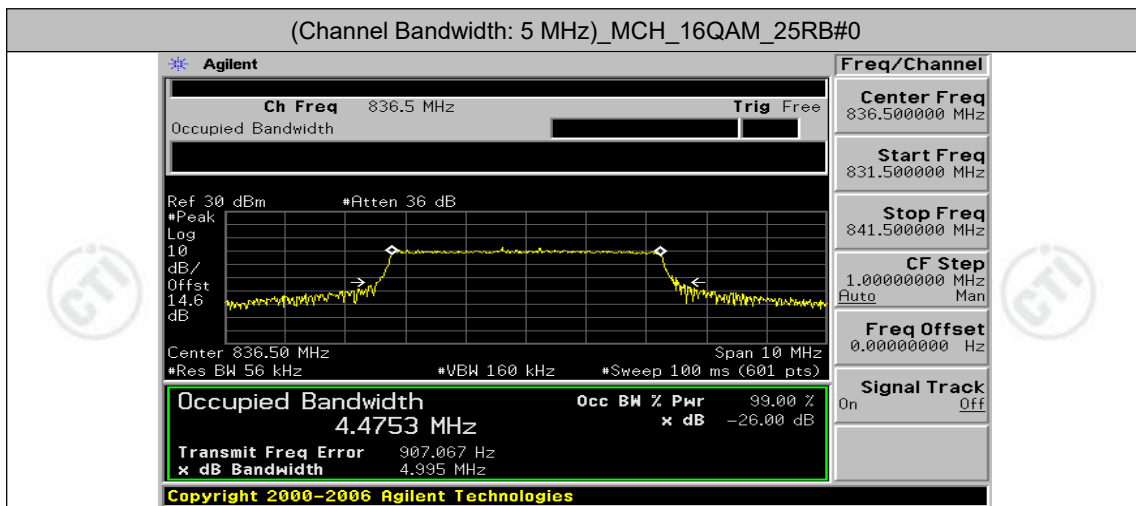 (Channel Bandwidth: 5 MHz)_MCH_16QAM_25RB#0
Agilent
Freq/Channel
Ch Freq 836.5 MHz Trig Free
Occupied Bandwidth
Center Freq
836.500000 MHz
Start Freq
831.500000 MHz
Stop Freq
841.500000 MHz
CF Step
1.00000000 MHz
Auto Man
Freq Offset
0.00000000 Hz
Signal Track
On Off
Ref 30 dBm #Atten 36 dB
#Peak
Log
10
dB/
Offst
14.6
dB
Center 836.50 MHz Span 10 MHz
#Res BW 56 kHz #VBW 160 kHz #Sweep 100 ms (601 pts)
Occupied Bandwidth Occ BW % Pwr 99.00 %
4.4753 MHz x dB -26.00 dB
Transmit Freq Error 907.067 Hz
x dB Bandwidth 4.995 MHz
Copyright 2000-2006 Agilent Technologies
CTI
CTI